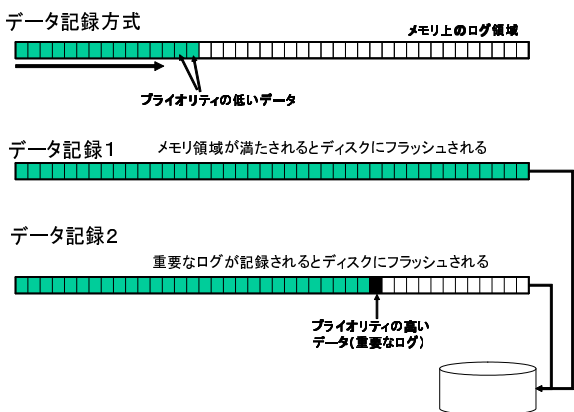 データ記録方式
メモリ上のログ領域
プライオリティの低いデータ
データ記録1
メモリ領域が満たされるとディスクにフラッシュされる
データ記録2
重要なログが記録されるとディスクにフラッシュされる
プライオリティの高い
データ(重要なログ)